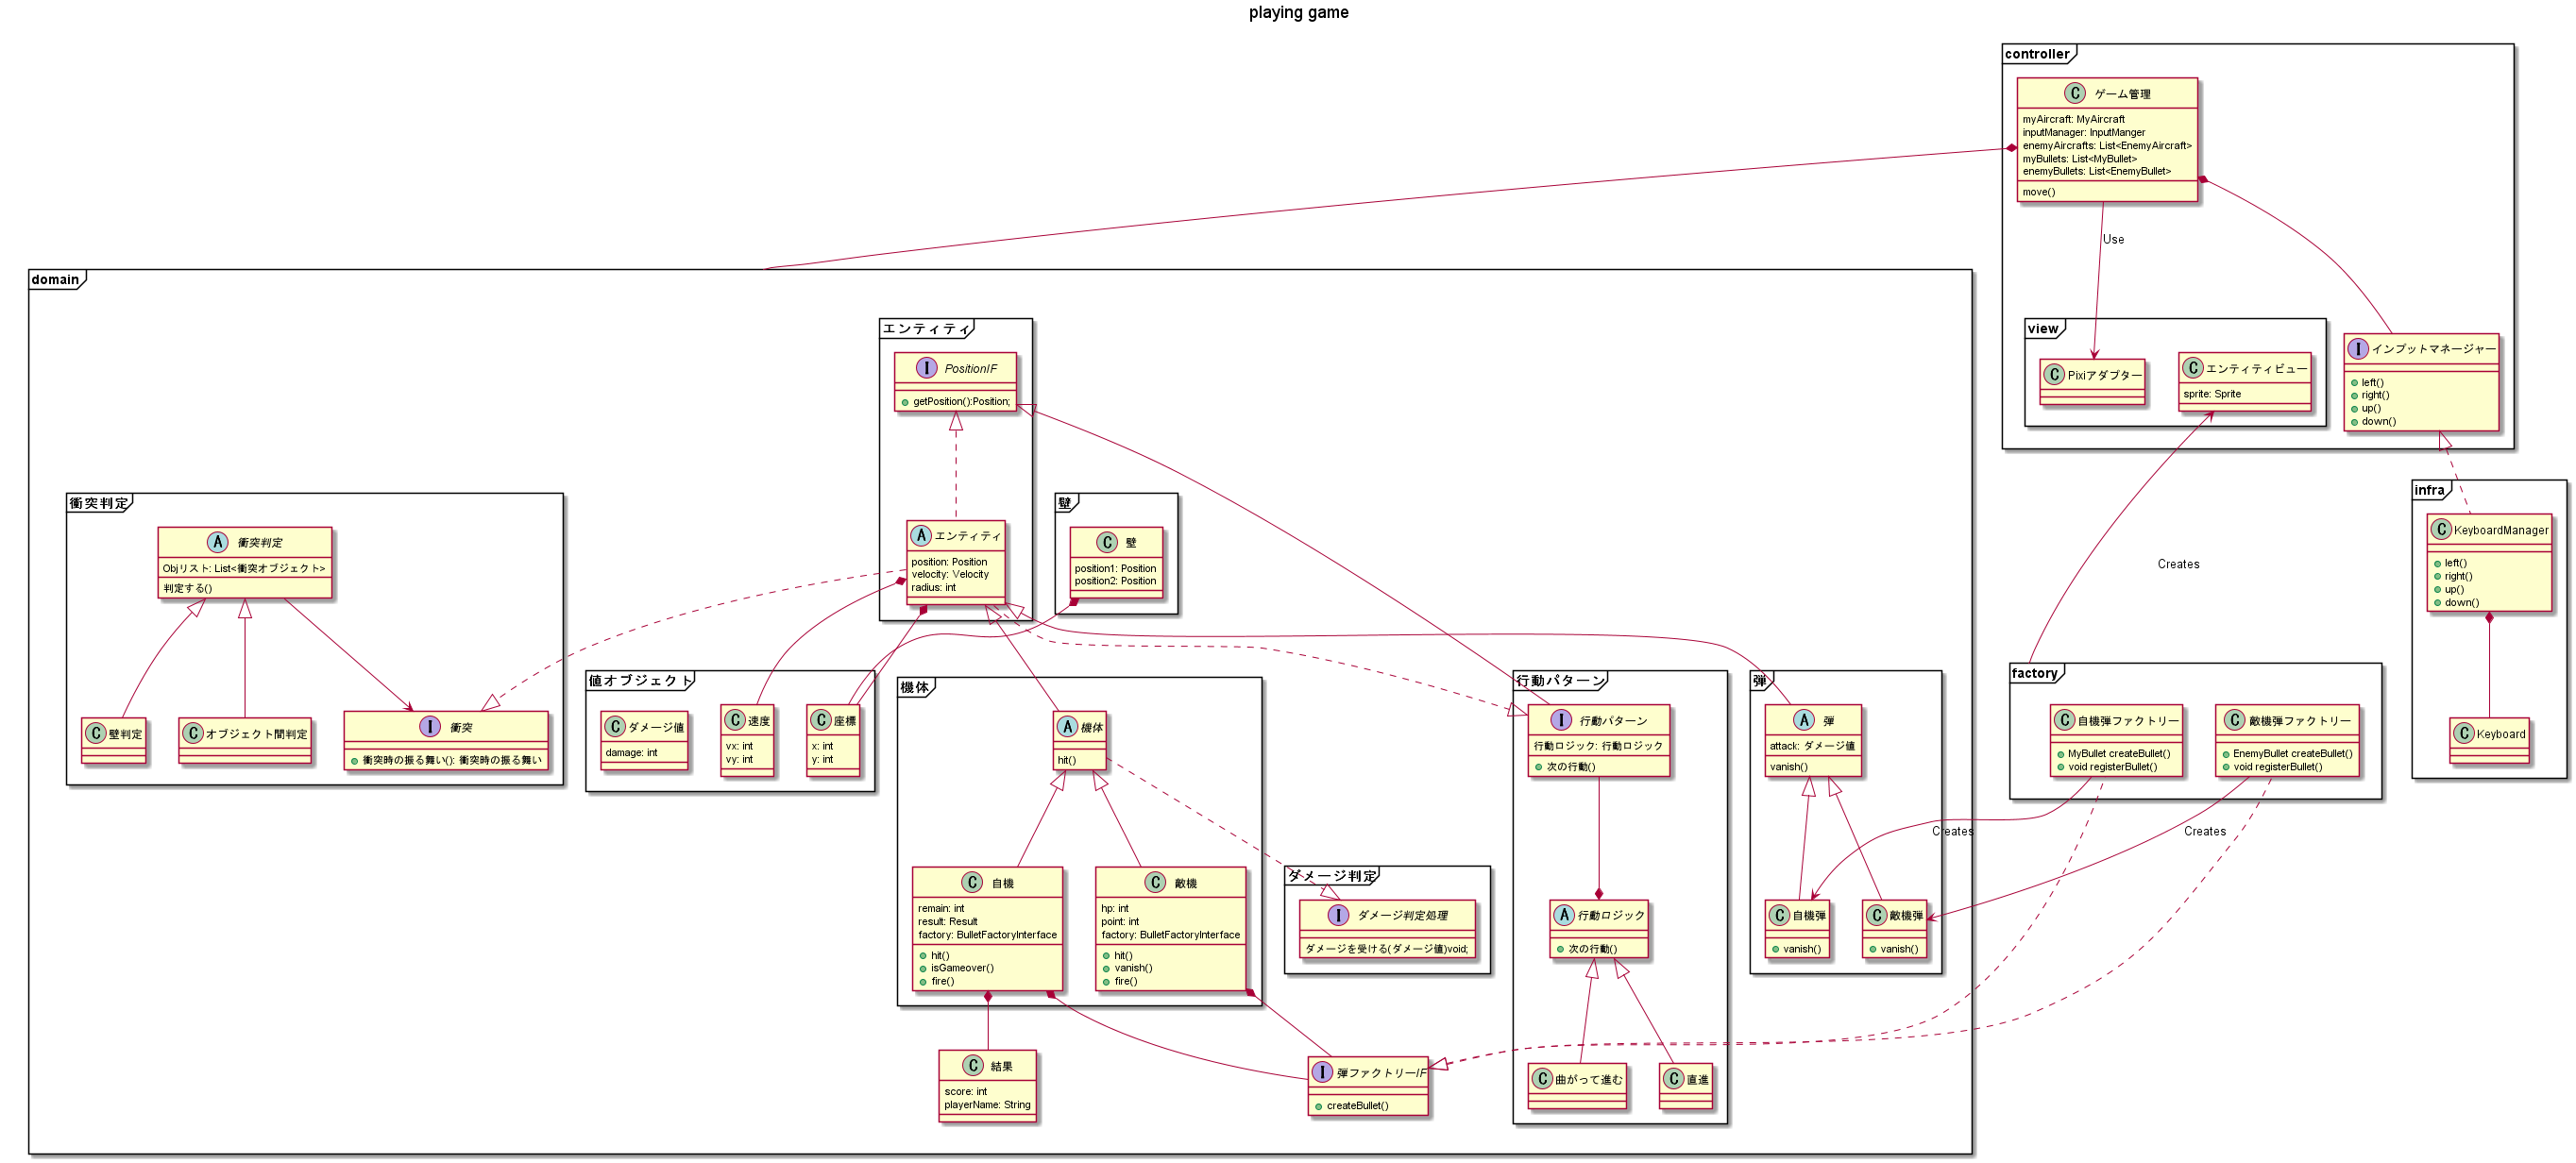 playing game
controller
C ゲーム管理
myAircraft: MyAircraft
inputManager: InputManger
enemyAircrafts: List<EnemyAircraft>
myBullets: List<MyBullet>
enemyBullets: List<EnemyBullet>
move()
Use
view
C Pixiアダプター
C エンティティビュー
sprite: Sprite
I インプットマネージャー
left()
right()
up()
down()
domain
エンティティ
I PositionIF
getPosition():Position;
A エンティティ
position: Position
velocity: Velocity
radius: int
壁
C 壁
position1: Position
position2: Position
衝突判定
A 衝突判定
Objリスト: List<衝突オブジェクト>
判定する()
C 壁判定
C オブジェクト間判定
I 衝突
衝突時の振る舞い(): 衝突時の振る舞い
値オブジェクト
C ダメージ値
damage: int
C 速度
vx: int
vy: int
C 座標
x: int
y: int
機体
A 機体
hit()
C 自機
remain: int
result: Result
factory: BulletFactoryInterface
hit()
isGameover()
fire()
C 敵機
hp: int
point: int
factory: BulletFactoryInterface
hit()
vanish()
fire()
ダメージ判定
I ダメージ判定処理
ダメージを受ける(ダメージ値)void;
行動パターン
I 行動パターン
行動ロジック: 行動ロジック
次の行動()
A 行動ロジック
次の行動()
C 曲がって進む
C 直進
弾
A 弾
attack: ダメージ値
vanish()
C 自機弾
vanish()
C 敵機弾
vanish()
C 結果
score: int
playerName: String
I 弾ファクトリーIF
createBullet()
infra
C KeyboardManager
left()
right()
up()
down()
C Keyboard
Creates
factory
C 自機弾ファクトリー
MyBullet createBullet()
void registerBullet()
C 敵機弾ファクトリー
EnemyBullet createBullet()
void registerBullet()
Creates
Creates